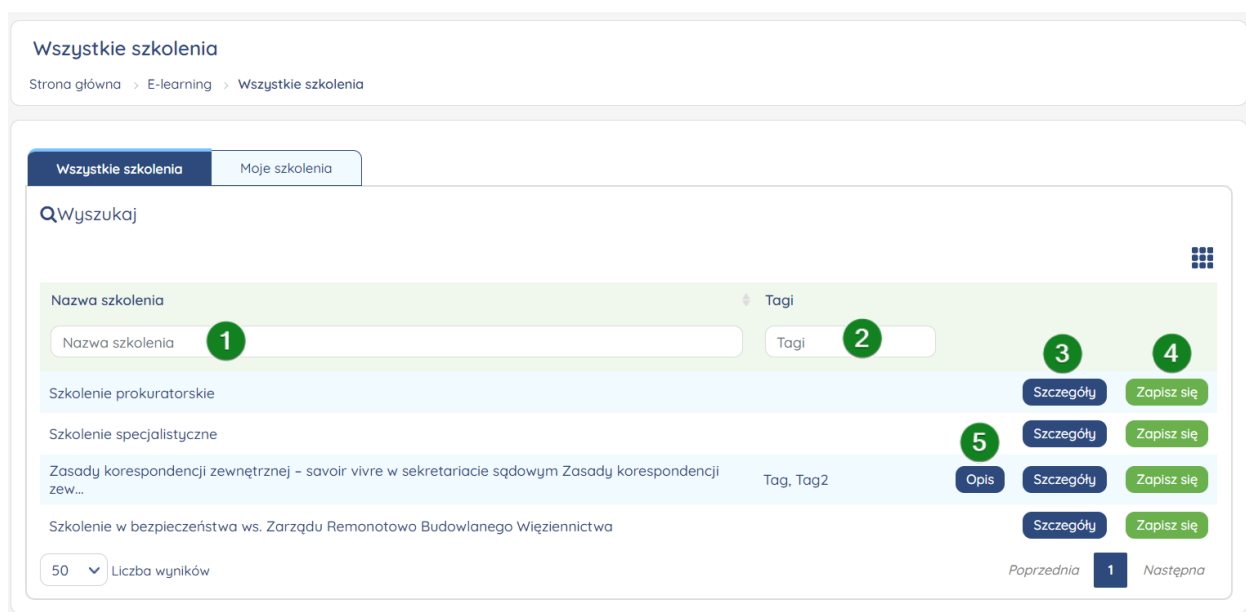 Wszystkie szkolenia
Strona główna > E-learning > Wszystkie szkolenia
Wszystkie szkolenia Moje szkolenia
Wyszukaj
Nazwa szkolenia Tagi
Nazwa szkolenia 1 Tagi 2 3 4
Szkolenie prokuratorskie Szczegóły Zapisz się
Szkolenie specjalistyczne 5 Szczegóły Zapisz się
Zasady korespondencji zewnętrznej – savoir vivre w sekretariacie sądowym Zasady korespondencji
zew... Tag, Tag2 Opis Szczegóły Zapisz się
Szkolenie w bezpieczeństwa ws. Zarządu Remonotowo Budowlanego Więziennictwa Szczegóły Zapisz się
50 Liczba wyników Poprzednia 1 Następna